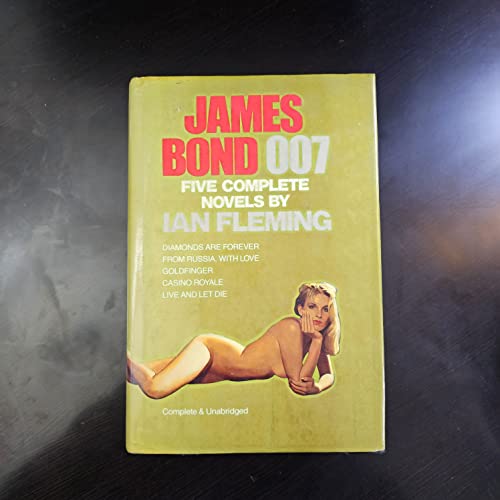 JAMES
BOND 007
FIVE COMPLETE
NOVELS BY
IAN FLEMING
DIAMONDS ARE FOREVER
FROM RUSSIA, WITH LOVE
GOLDFINGER
CASINO ROYALE
LIVE AND LET DIE
Complete & Unabridged